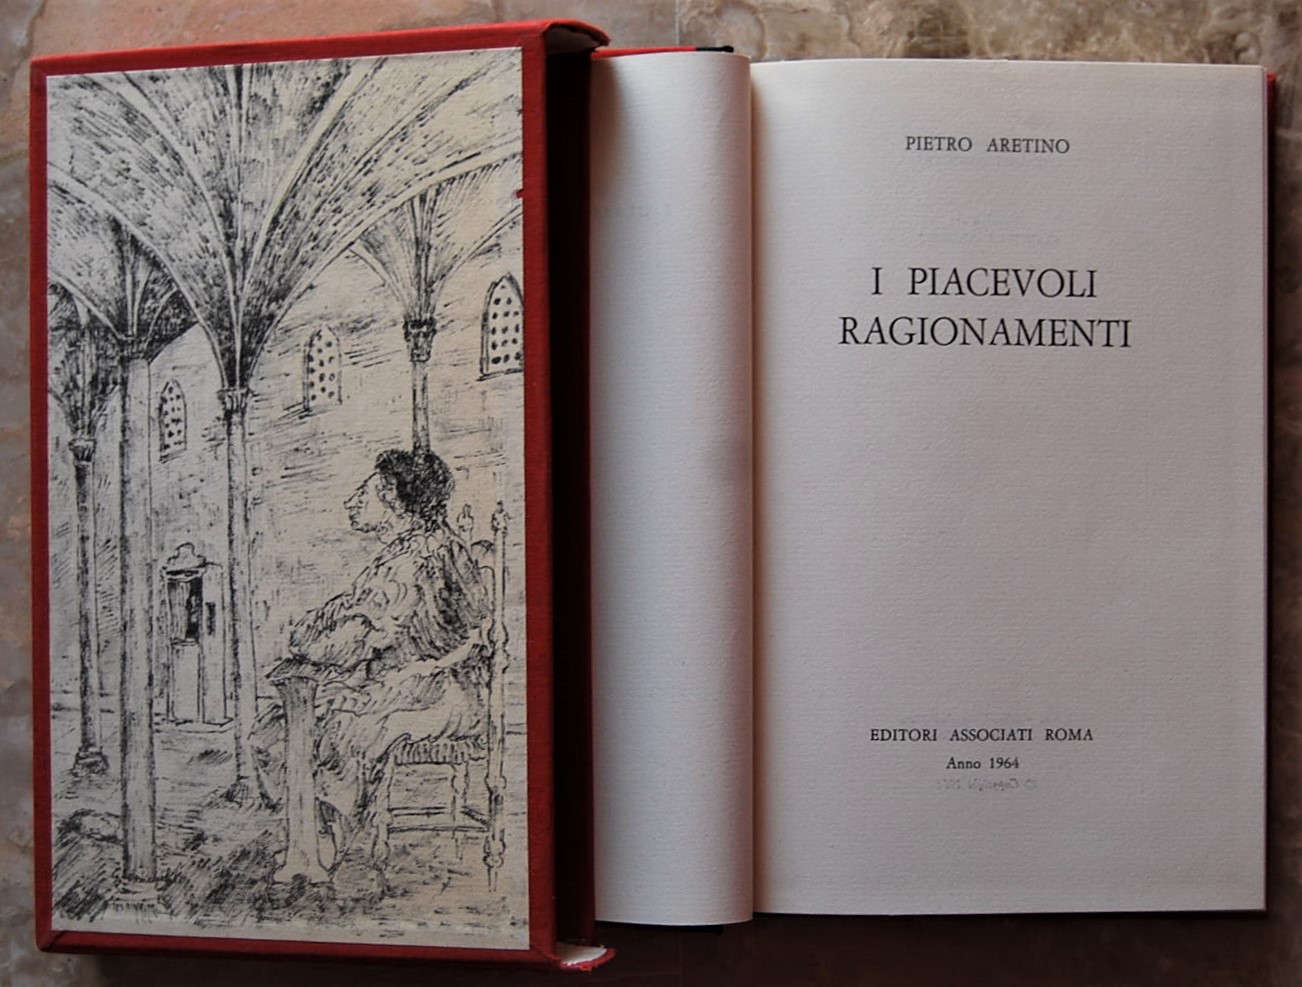 PIETRO ARETINO
I PIACEVOLI
RAGIONAMENTI
EDITORI ASSOCIATI ROMA
Anno 1964